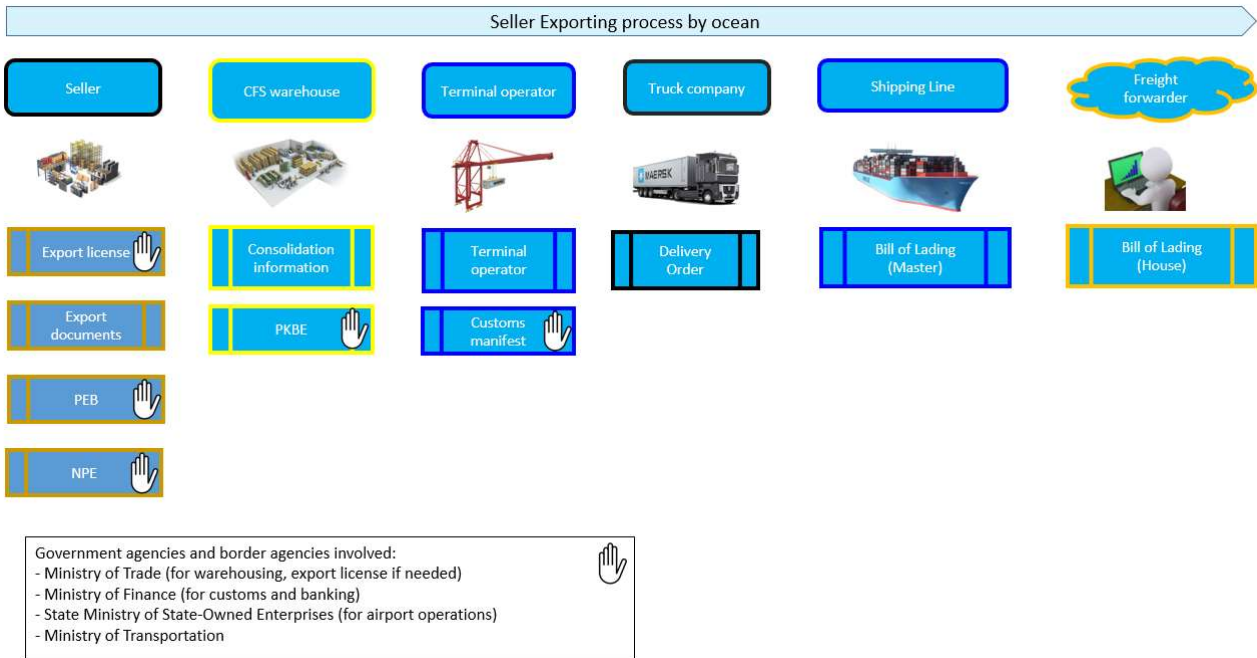 Seller Exporting process by ocean
Seller
CFS warehouse
Terminal operator
Truck company
Shipping Line
Freight
forwarder
MAERSK
Export license
Consolidation
information
Terminal
operator
Delivery
Order
Bill of Lading
(Master)
Bill of Lading
(House)
Export
documents
PKBE
Customs
manifest
PEB
NPE
Government agencies and border agencies involved:
- Ministry of Trade (for warehousing, export license if needed)
- Ministry of Finance (for customs and banking)
- State Ministry of State-Owned Enterprises (for airport operations)
- Ministry of Transportation